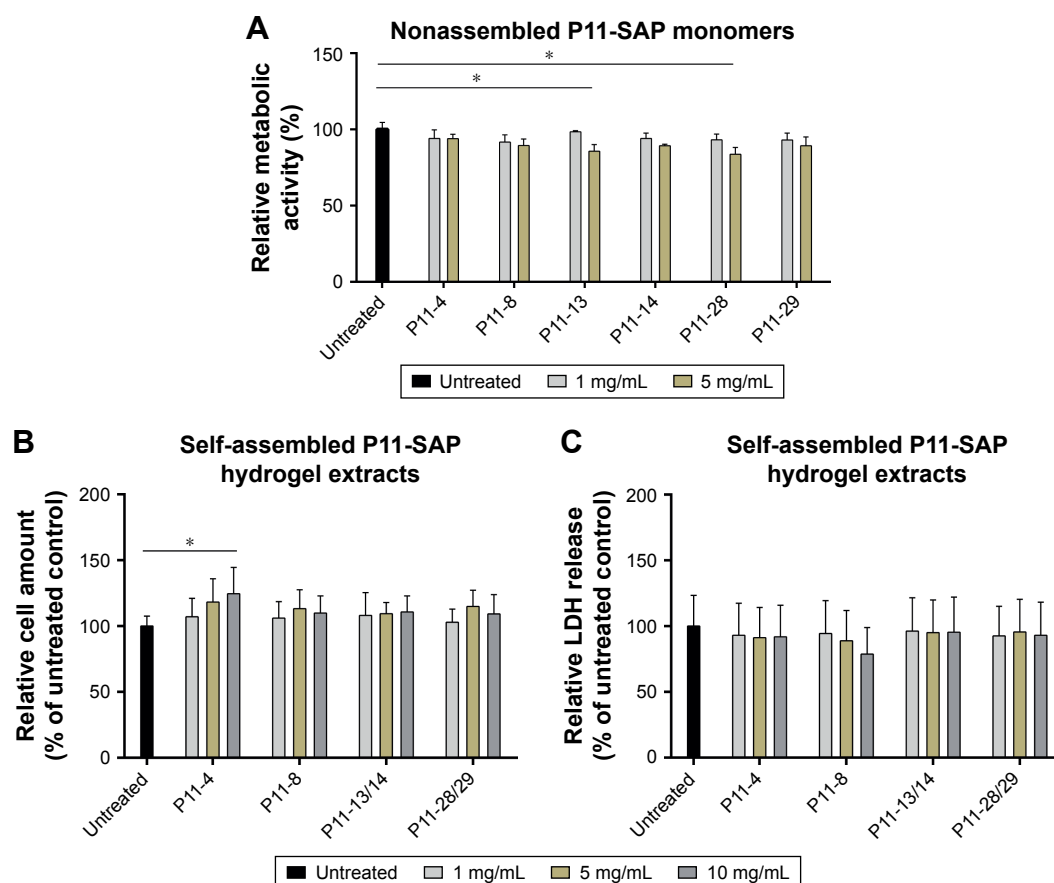 A
Nonassembled P11-SAP monomers
Relative metabolic
activity (%)
150
100
50
0
*
*
Untreated
P11-4
P11-8
P11-13
P11-14
P11-28
P11-29
Untreated 1 mg/mL 5 mg/mL
B
Self-assembled P11-SAP
hydrogel extracts
Relative cell amount
(% of untreated control)
200
150
100
50
0
*
Untreated
P11-4
P11-8
P11-13/14
P11-28/29
C
Self-assembled P11-SAP
hydrogel extracts
Relative LDH release
(% of untreated control)
200
150
100
50
0
Untreated
P11-4
P11-8
P11-13/14
P11-28/29
Untreated 1 mg/mL 5 mg/mL 10 mg/mL